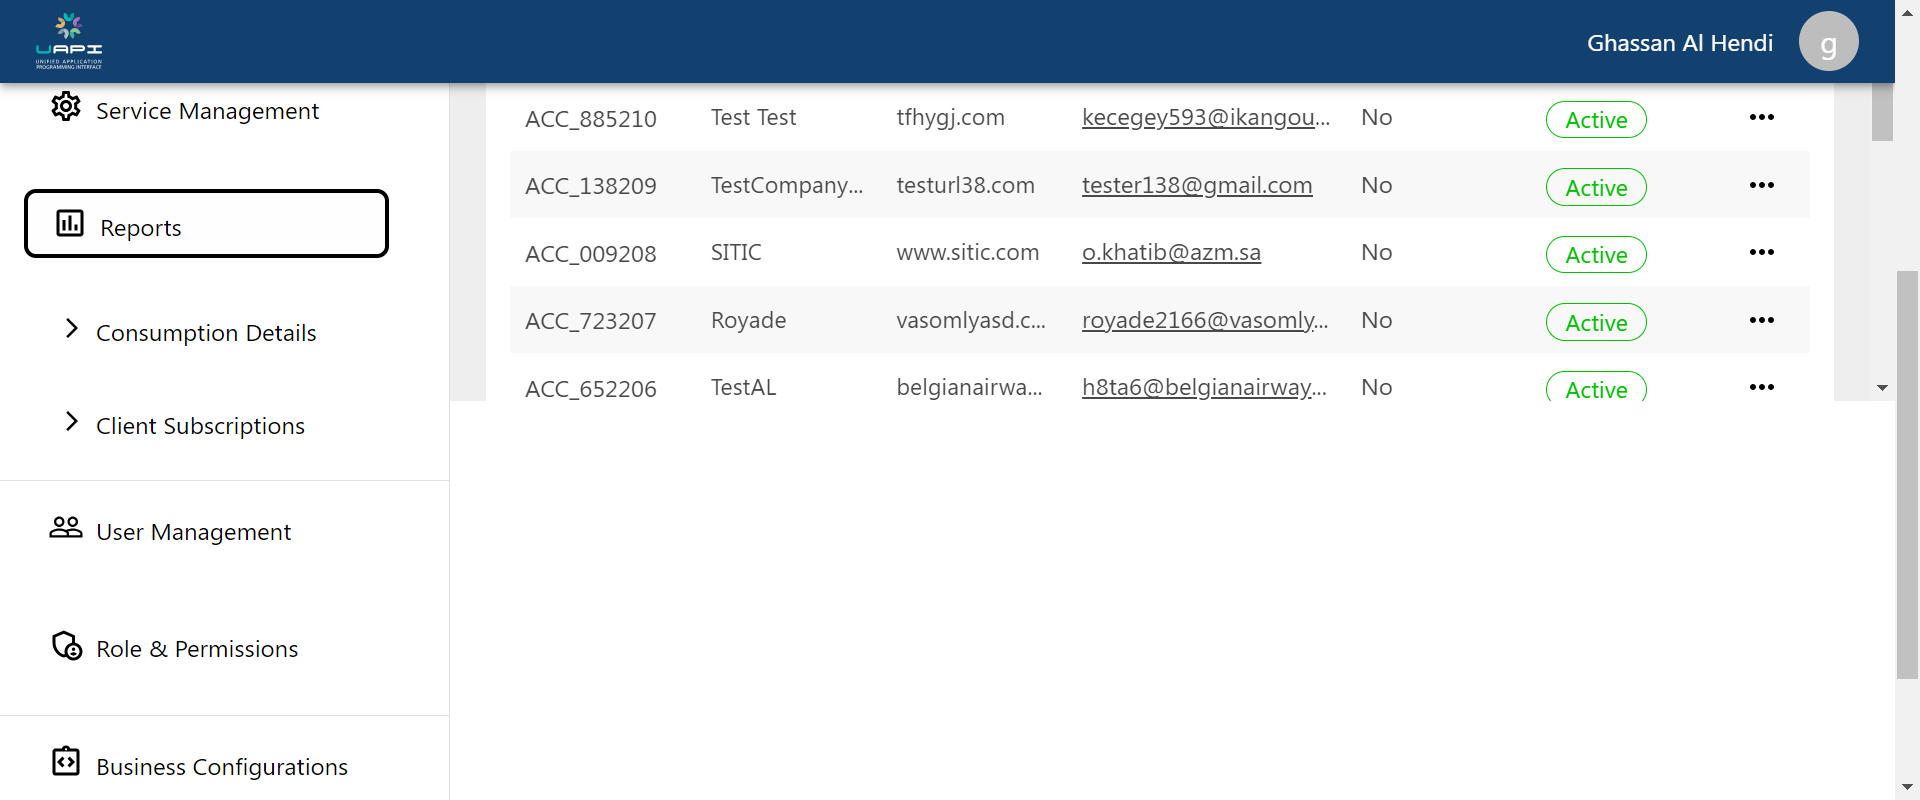 UAPI
UNIFIED APPLICATION
PROGRAMMING INTERFACE
Ghassan Al Hendi
g
Service Management
Reports
Consumption Details
Client Subscriptions
User Management
Role & Permissions
Business Configurations
ACC_885210 Test Test tfhygj.com kecegey593@ikangou... No Active
ACC_138209 TestCompany... testurl38.com tester138@gmail.com No Active
ACC_009208 SITIC www.sitic.com o.khatib@azm.sa No Active
ACC_723207 Royade vasomlyasd.c... royade2166@vasomly... No Active
ACC_652206 TestAL belgianairwa... h8ta6@belgianairway... No Active